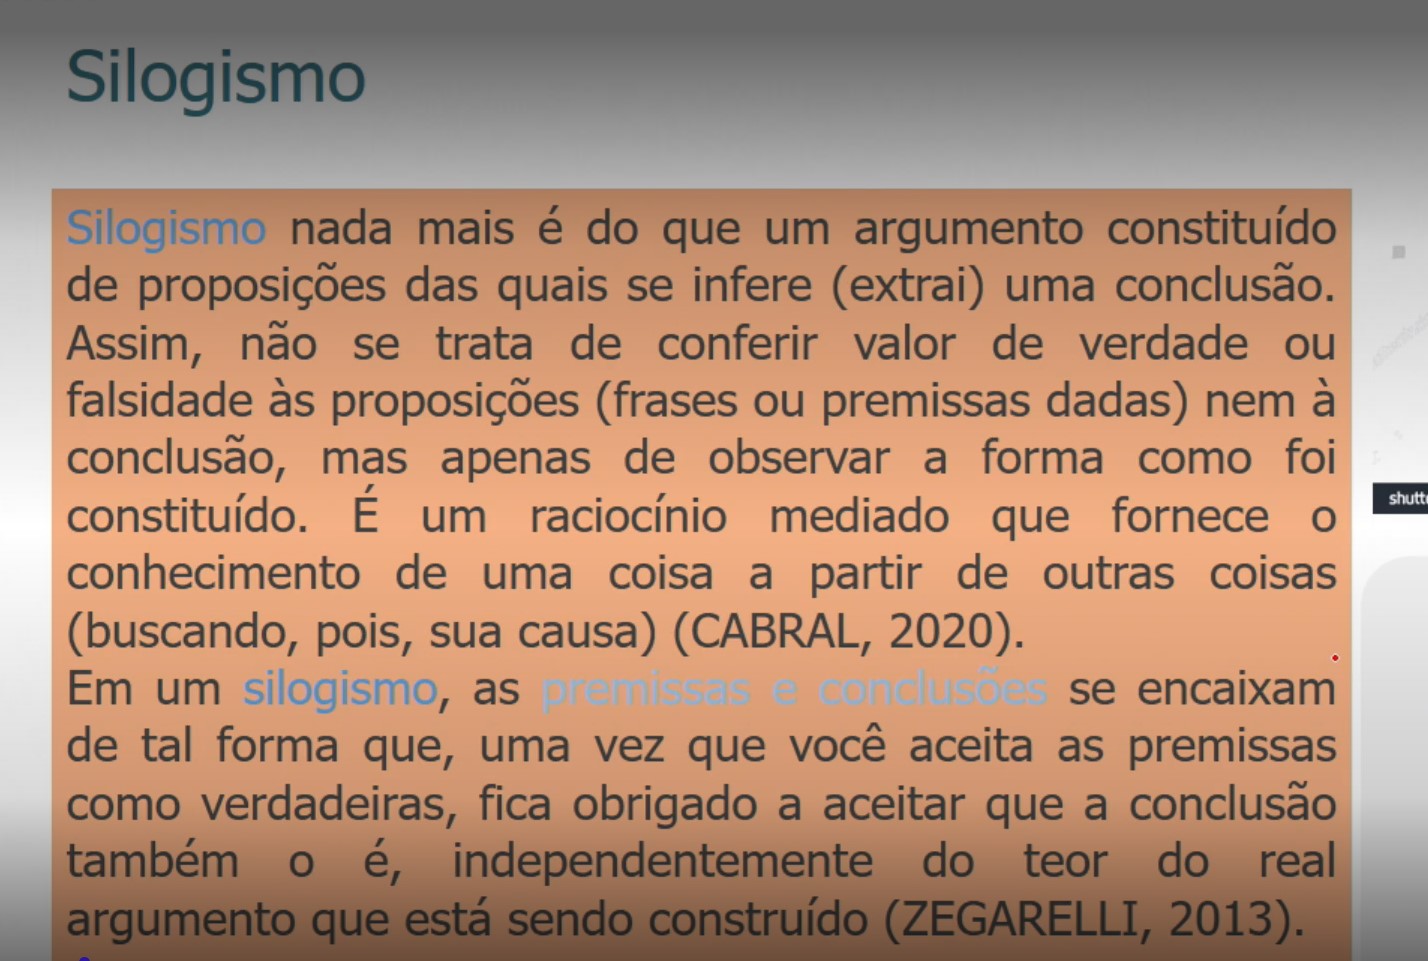 Silogismo
Silogismo nada mais é do que um argumento constituído
de proposições das quais se infere (extrai) uma conclusão.
Assim, não se trata de conferir valor de verdade ou
falsidade às proposições (frases ou premissas dadas) nem à
conclusão, mas apenas de observar a forma como foi
constituído. É um raciocínio mediado que fornece o
conhecimento de uma coisa a partir de outras coisas
(buscando, pois, sua causa) (CABRAL, 2020).
Em um silogismo, as premissas e conclusões se encaixam
de tal forma que, uma vez que você aceita as premissas
como verdadeiras, fica obrigado a aceitar que a conclusão
também o é, independentemente do teor do real
argumento que está sendo construído (ZEGARELLI, 2013).